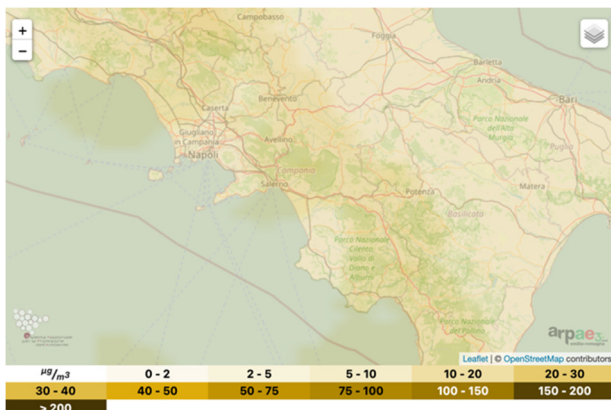 +
Campobasso
Foggia
−
Barletta
Andria
Bari
Caserta
Benevento
Parco Nazionale
dell'Alta
Murgia
Giugliano
in Campania
Avellino
Napoli
Puglia
Campania
Salerno
Potenza
Matera
Basilicata
Parco Nazionale
Cilento,
Vallo di
Diano e
Alburni
Parco Nazionale
del Pollino
arpae
emilia-romagna
Leaflet | © OpenStreetMap contributors
µg/m3 0 - 2 2 - 5 5 - 10 10 - 20 20 - 30
30 - 40 40 - 50 50 - 75 75 - 100 100 - 150 150 - 200
> 200